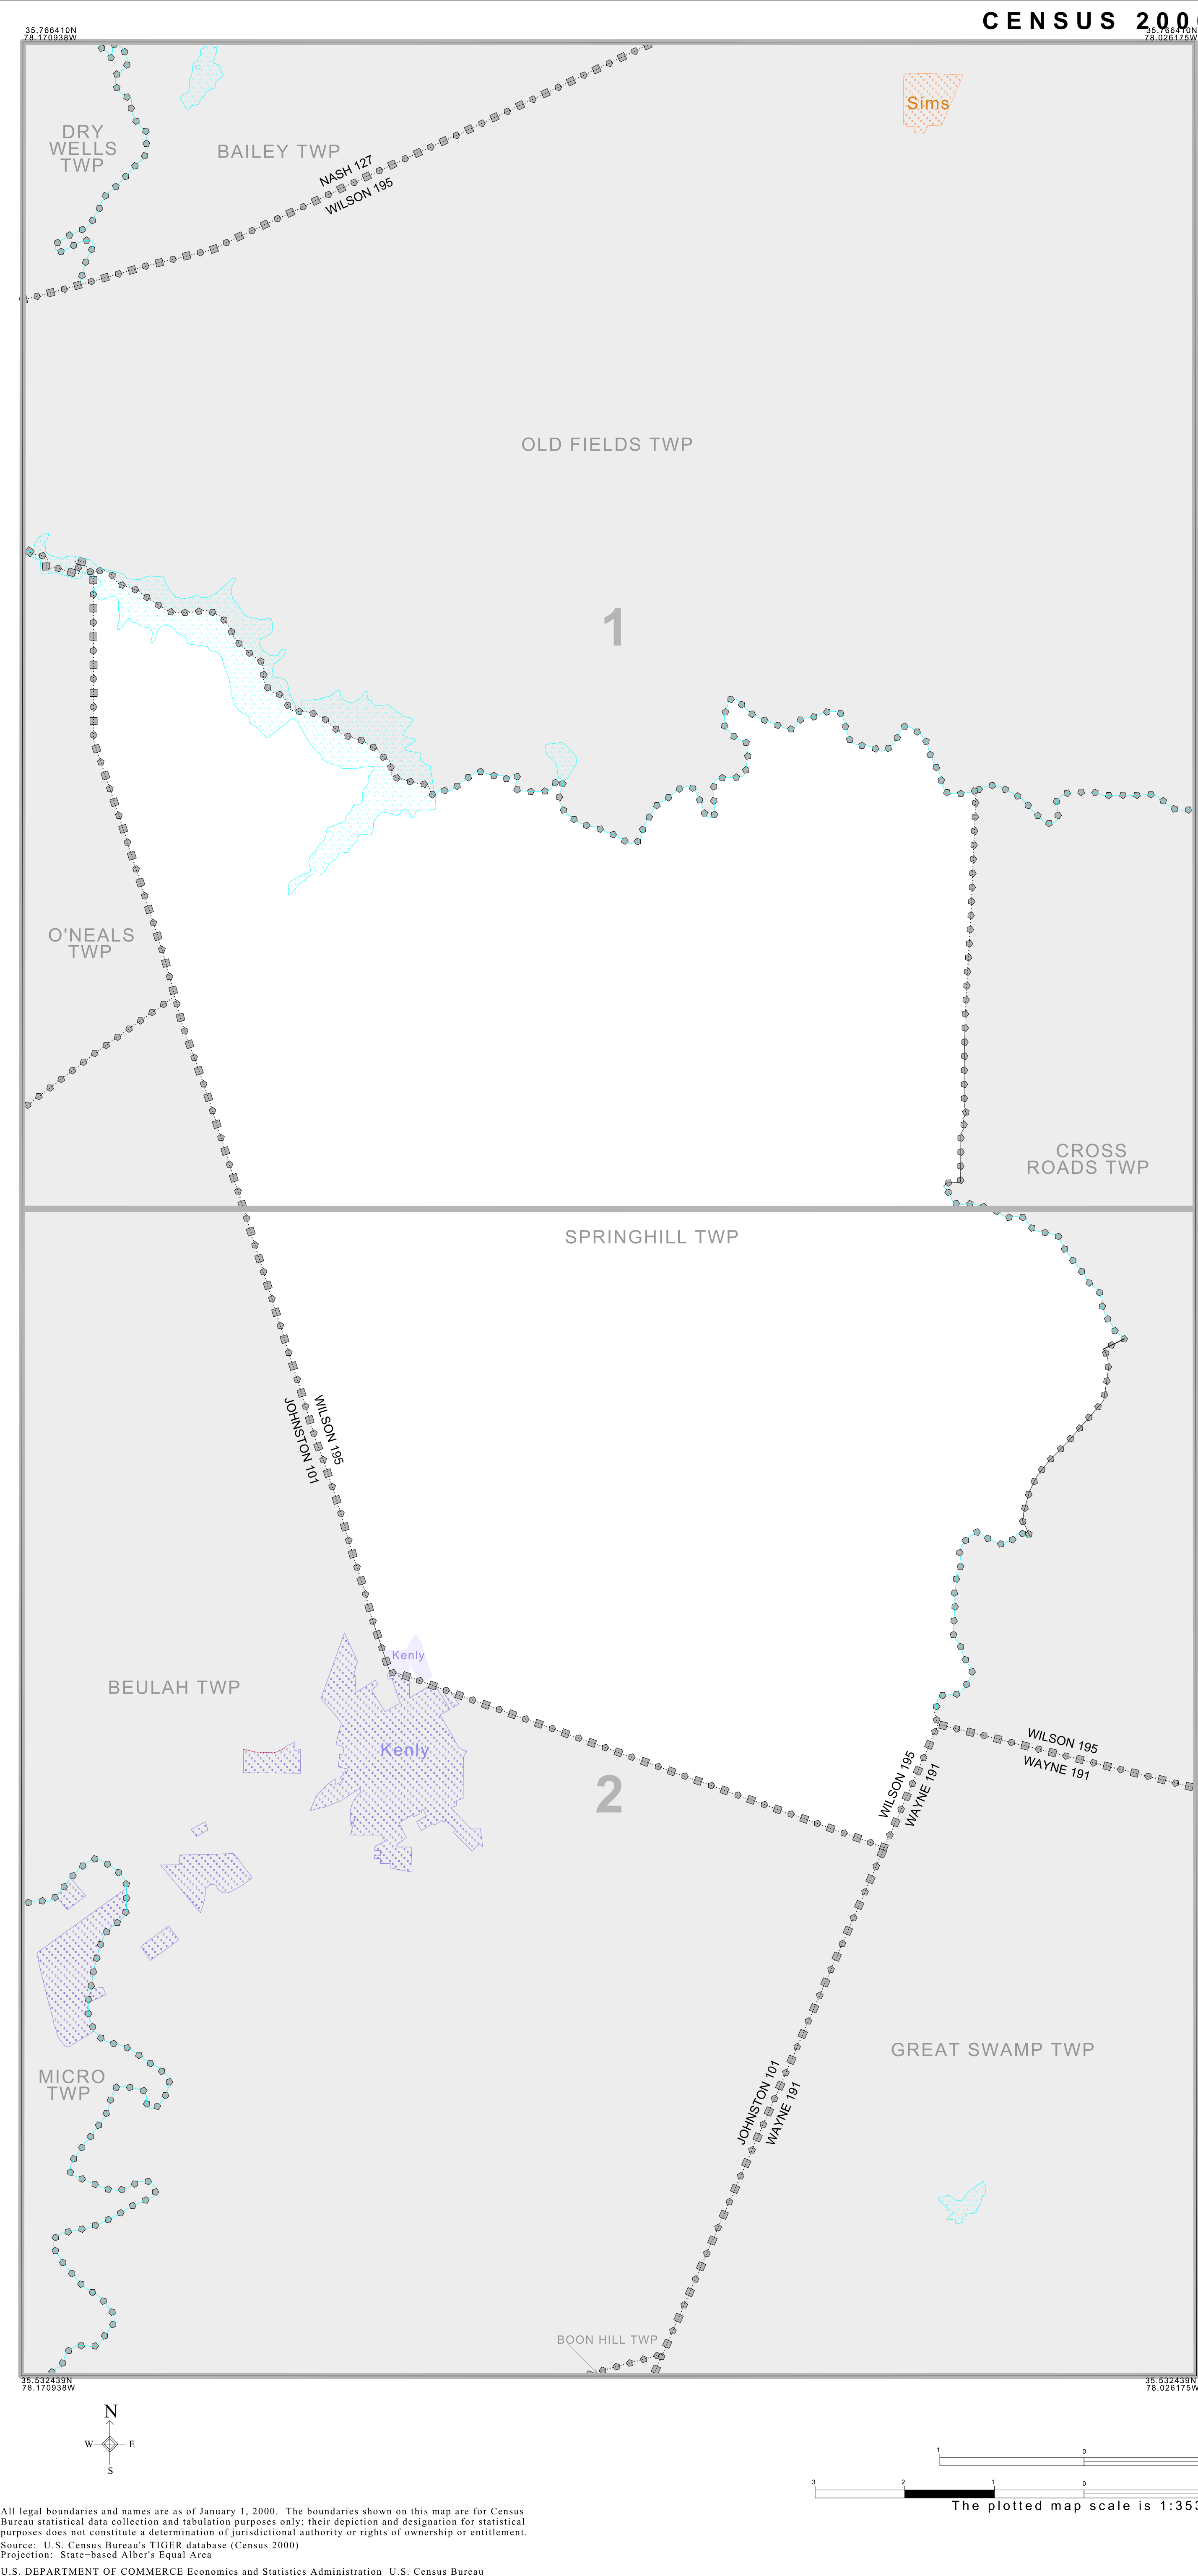 CENSUS 200
35.766410N
78.170938W
35.766410N
78.026175W
Sims
DRY
WELLS
TWP
BAILEY TWP
NASH 127
WILSON 195
OLD FIELDS TWP
1
O'NEALS
TWP
CROSS
ROADS TWP
SPRINGHILL TWP
WILSON 195
JOHNSTON 101
Kenly
BEULAH TWP
Kenly
2
WILSON 195
WAYNE 191
WILSON 195
WAYNE 191
GREAT SWAMP TWP
MICRO
TWP
JOHNSTON 101
WAYNE 191
BOON HILL TWP
35.532439N
78.170938W
35.532439N
78.026175W
N
W E
S
1 0
3 2 1 0
The plotted map scale is 1:353
All legal boundaries and names are as of January 1, 2000. The boundaries shown on this map are for Census
Bureau statistical data collection and tabulation purposes only; their depiction and designation for statistical
purposes does not constitute a determination of jurisdictional authority or rights of ownership or entitlement.
Source: U.S. Census Bureau's TIGER database (Census 2000)
Projection: State−based Alber's Equal Area
U.S. DEPARTMENT OF COMMERCE Economics and Statistics Administration U.S. Census Bureau